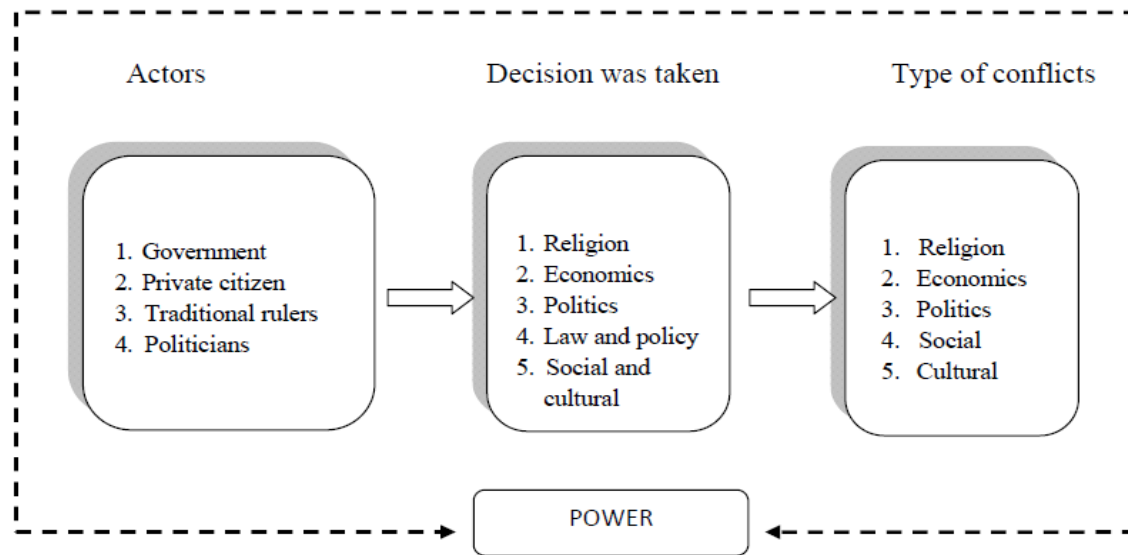 Actors
Decision was taken
Type of conflicts
1. Government
2. Private citizen
3. Traditional rulers
4. Politicians
1. Religion
2. Economics
3. Politics
4. Law and policy
5. Social and
cultural
1. Religion
2. Economics
3. Politics
4. Social
5. Cultural
POWER